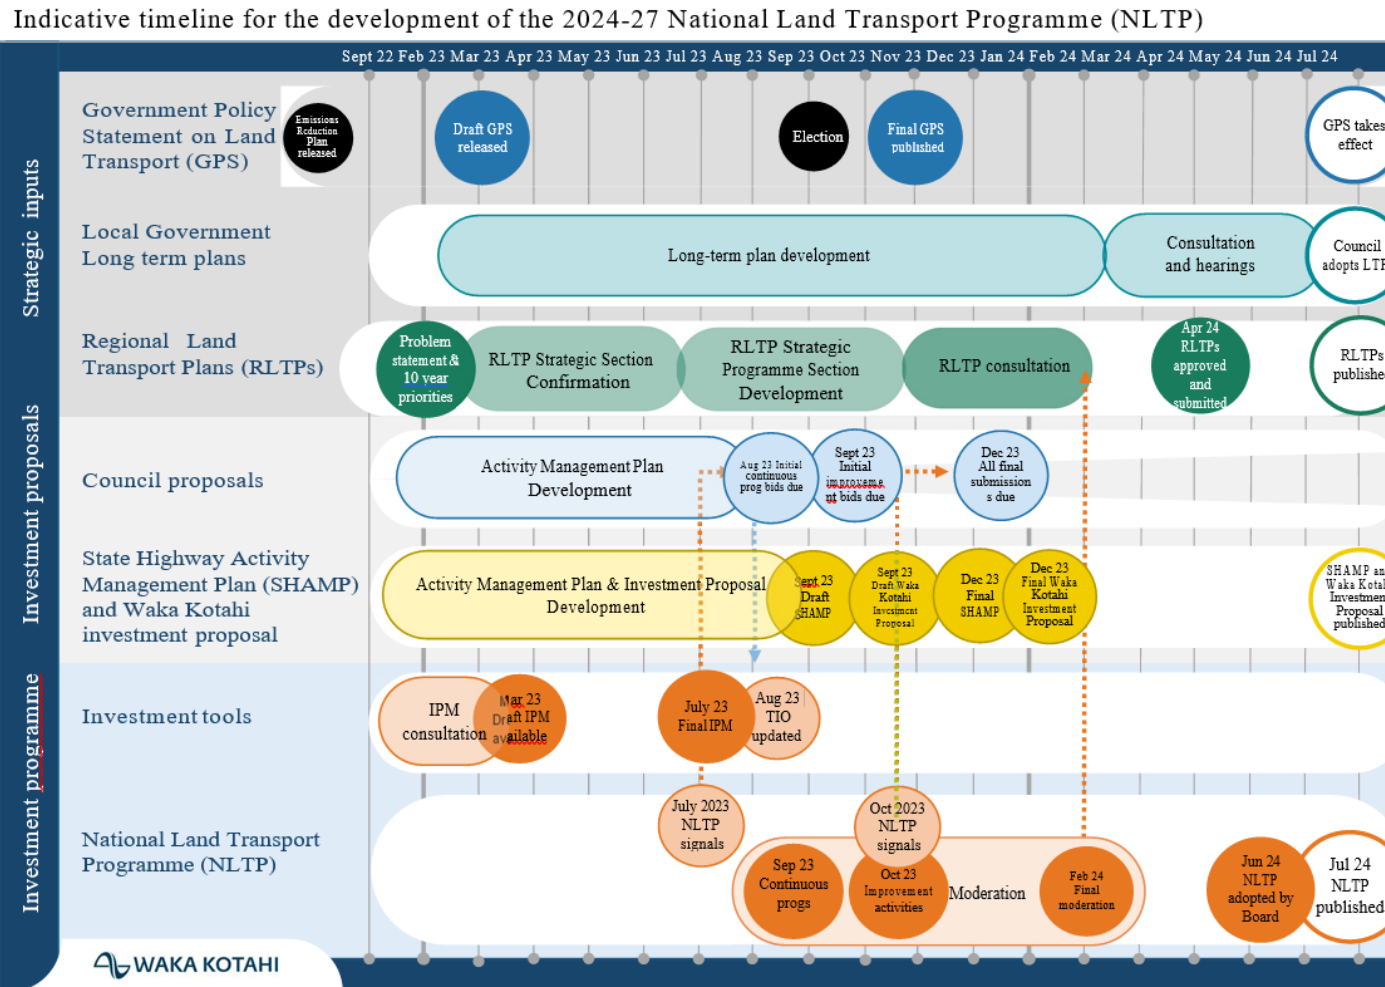 Indicative timeline for the development of the 2024-27 National Land Transport Programme (NLTP)
Sept 22 Feb 23 Mar 23 Apr 23 May 23 Jun 23 Jul 23 Aug 23 Sep 23 Oct 23 Nov 23 Dec 23 Jan 24 Feb 24 Mar 24 Apr 24 May 24 Jun 24 Jul 24
Strategic inputs
Government Policy
Statement on Land
Transport (GPS)
Emissions
Reduction
Plan
released
Draft GPS
released
Election
Final GPS
published
GPS takes
effect
Local Government
Long term plans
Long-term plan development
Consultation
and hearings
Council
adopts LTP
Regional Land
Transport Plans (RLTPs)
Problem
statement &
10 year
priorities
RLTP Strategic Section
Confirmation
RLTP Strategic
Programme Section
Development
RLTP consultation
Apr 24
RLTPs
approved
and
submitted
RLTPs
publishe
Investment proposals
Council proposals
Activity Management Plan
Development
Aug 23 Initial
continuous
prog bids due
Sept 23
Initial
improveme
nt bids due
Dec 23
All final
submission
s due
State Highway Activity
Management Plan (SHAMP)
and Waka Kotahi
investment proposal
Activity Management Plan & Investment Proposal
Development
Sept 23
Draft
SHAMP
Sept 23
Draft Waka
Kotahi
Investment
Proposal
Dec 23
Final
SHAMP
Dec 23
Final Waka
Kotahi
Investment
Proposal
SHAMP an
Waka Kotah
Investmen
Proposal
published
Investment programme
Investment tools
IPM
consultation
Mar 23
Draft IPM
available
July 23
Final IPM
Aug 23
TIO
updated
National Land Transport
Programme (NLTP)
July 2023
NLTP
signals
Oct 2023
NLTP
signals
Sep 23
Continuous
progs
Oct 23
Improvement
activities
Moderation
Feb 24
Final
moderation
Jun 24
NLTP
adopted by
Board
Jul 24
NLTP
published
WAKA KOTAHI